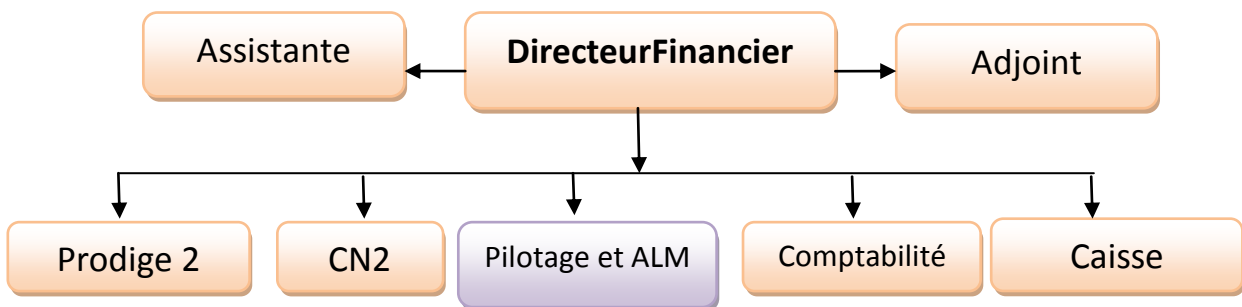 Assistante
DirecteurFinancier
Adjoint
Prodige 2
CN2
Pilotage et ALM
Comptabilité
Caisse